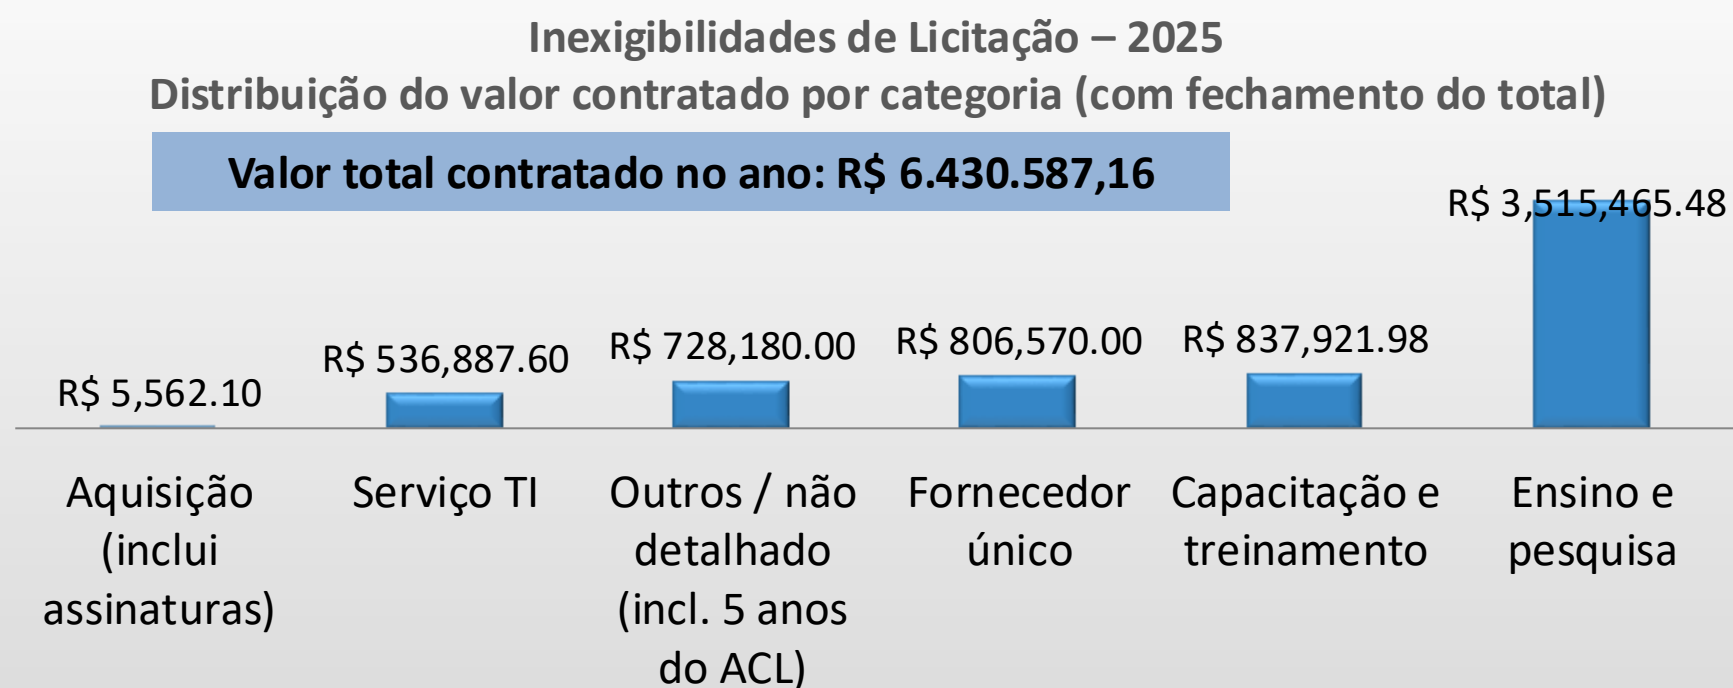 Inexigibilidades de Licitação – 2025
Distribuição do valor contratado por categoria (com fechamento do total)
Valor total contratado no ano: R$ 6.430.587,16
R$ 5,562.10
R$ 536,887.60
R$ 728,180.00
R$ 806,570.00
R$ 837,921.98
R$ 3,515,465.48
Aquisição
(inclui
assinaturas)
Serviço TI
Outros / não
detalhado
(incl. 5 anos
do ACL)
Fornecedor
único
Capacitação e
treinamento
Ensino e
pesquisa